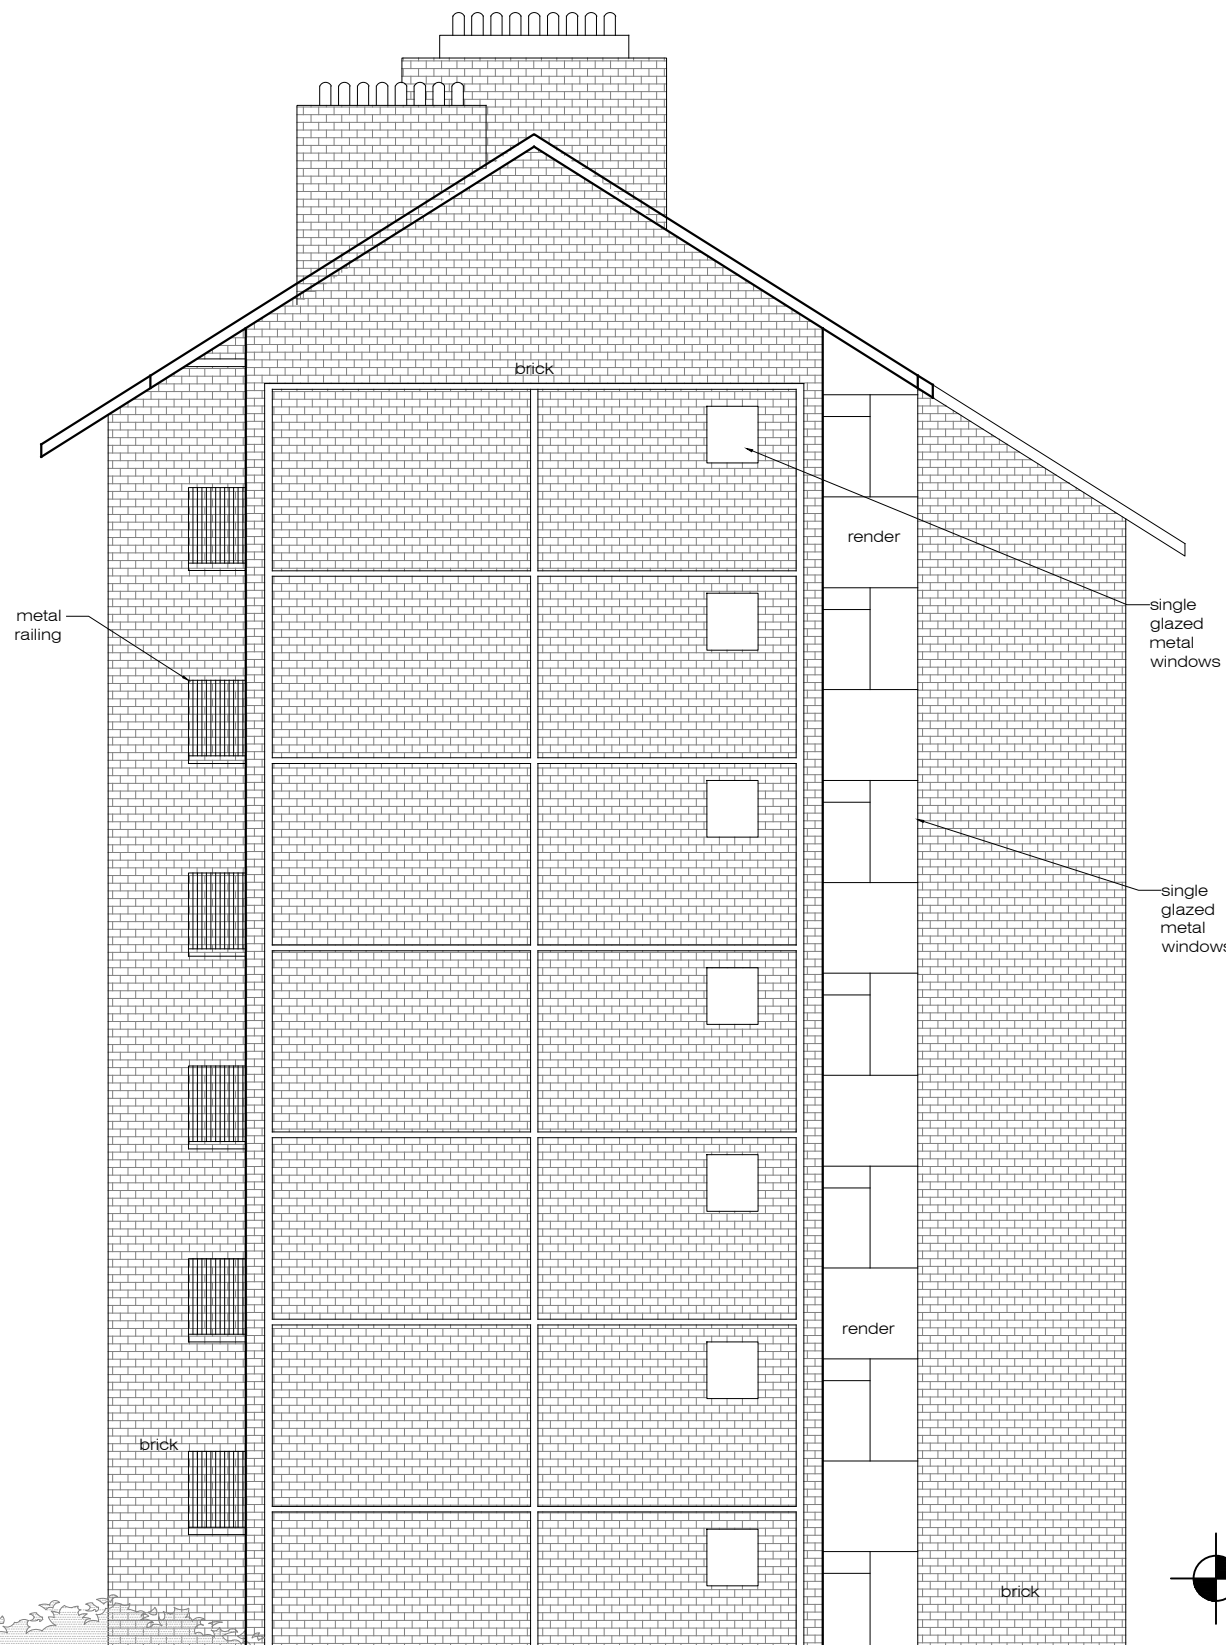 brick
render
metal
railing
single
glazed
metal
windows
single
glazed
metal
windows
render
brick
brick